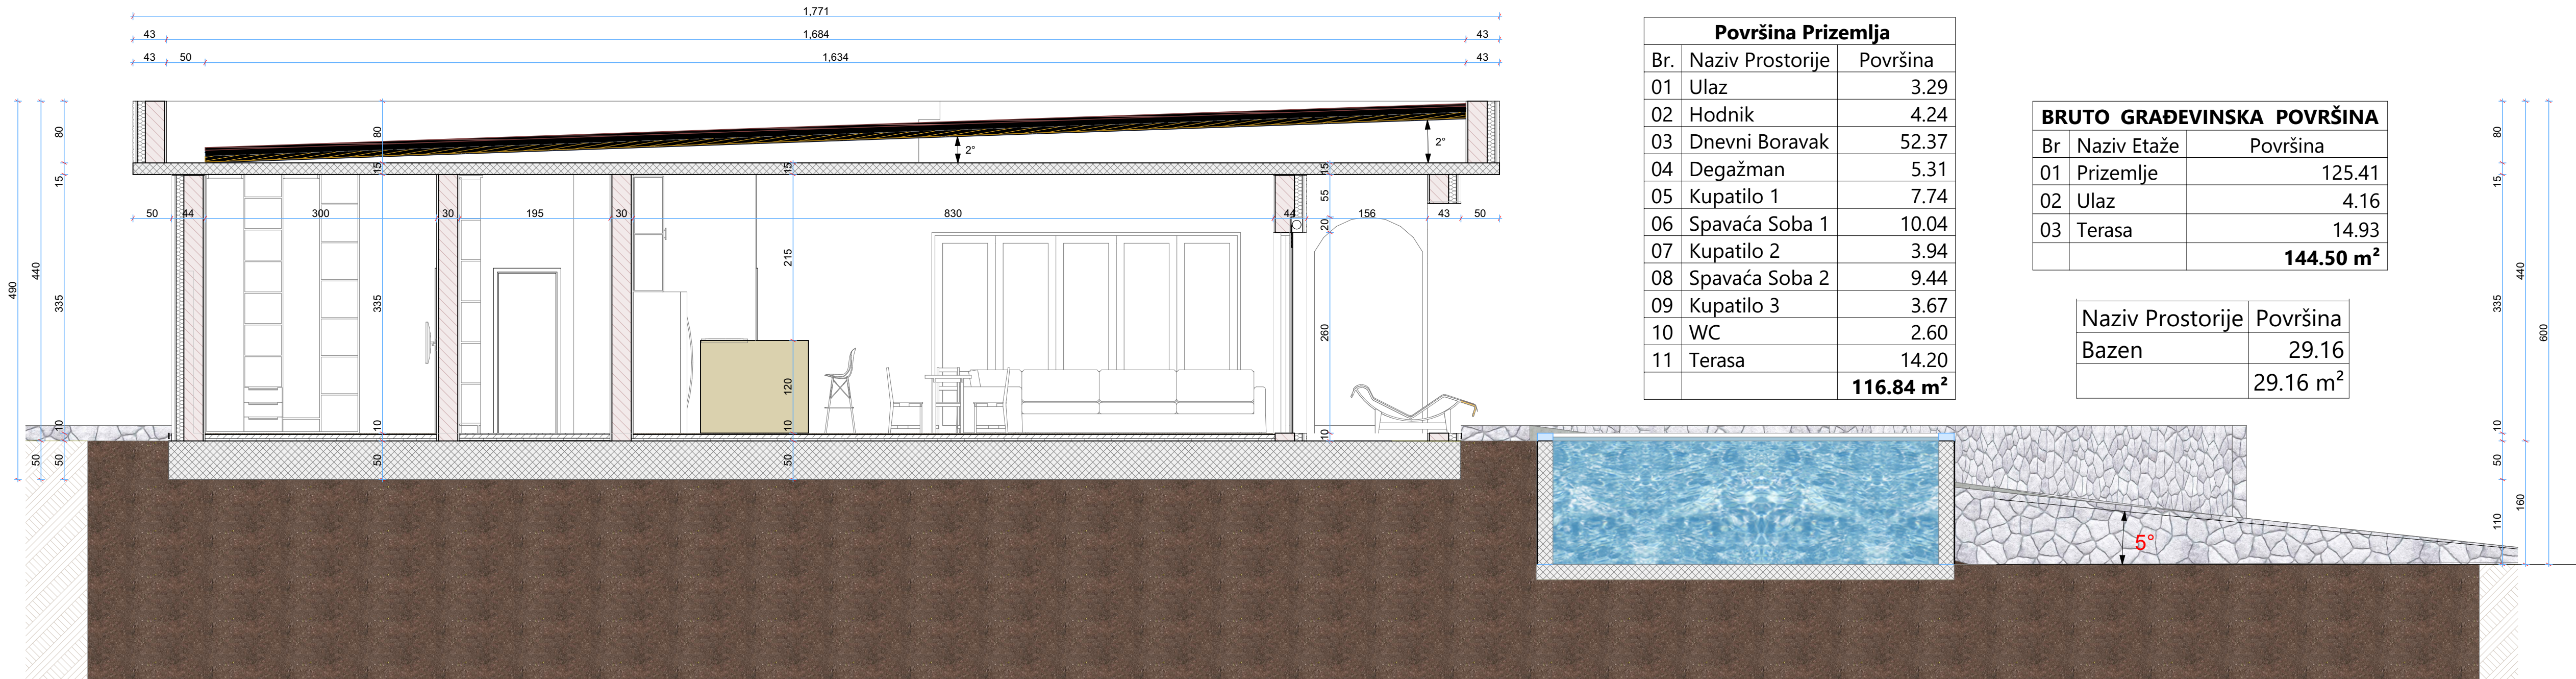 1,771
43 1,684 43
43 50 1,634 43
80
15
335
10
50
440
50
490
80
15
335
10
50
2°
2°
15
215
120
10
50
15
55
20
260
10
50 44 300 30 195 30 830 44 156 43 50
Površina Prizemlja
Br. Naziv Prostorije Površina
01 Ulaz 3.29
02 Hodnik 4.24
03 Dnevni Boravak 52.37
04 Degažman 5.31
05 Kupatilo 1 7.74
06 Spavaća Soba 1 10.04
07 Kupatilo 2 3.94
08 Spavaća Soba 2 9.44
09 Kupatilo 3 3.67
10 WC 2.60
11 Terasa 14.20
116.84 m²
BRUTO GRAĐEVINSKA POVRŠINA
Br Naziv Etaže Površina
01 Prizemlje 125.41
02 Ulaz 4.16
03 Terasa 14.93
144.50 m²
Naziv Prostorije Površina
Bazen 29.16
29.16 m²
5°
80
15
335
10
50
110
440
160
600